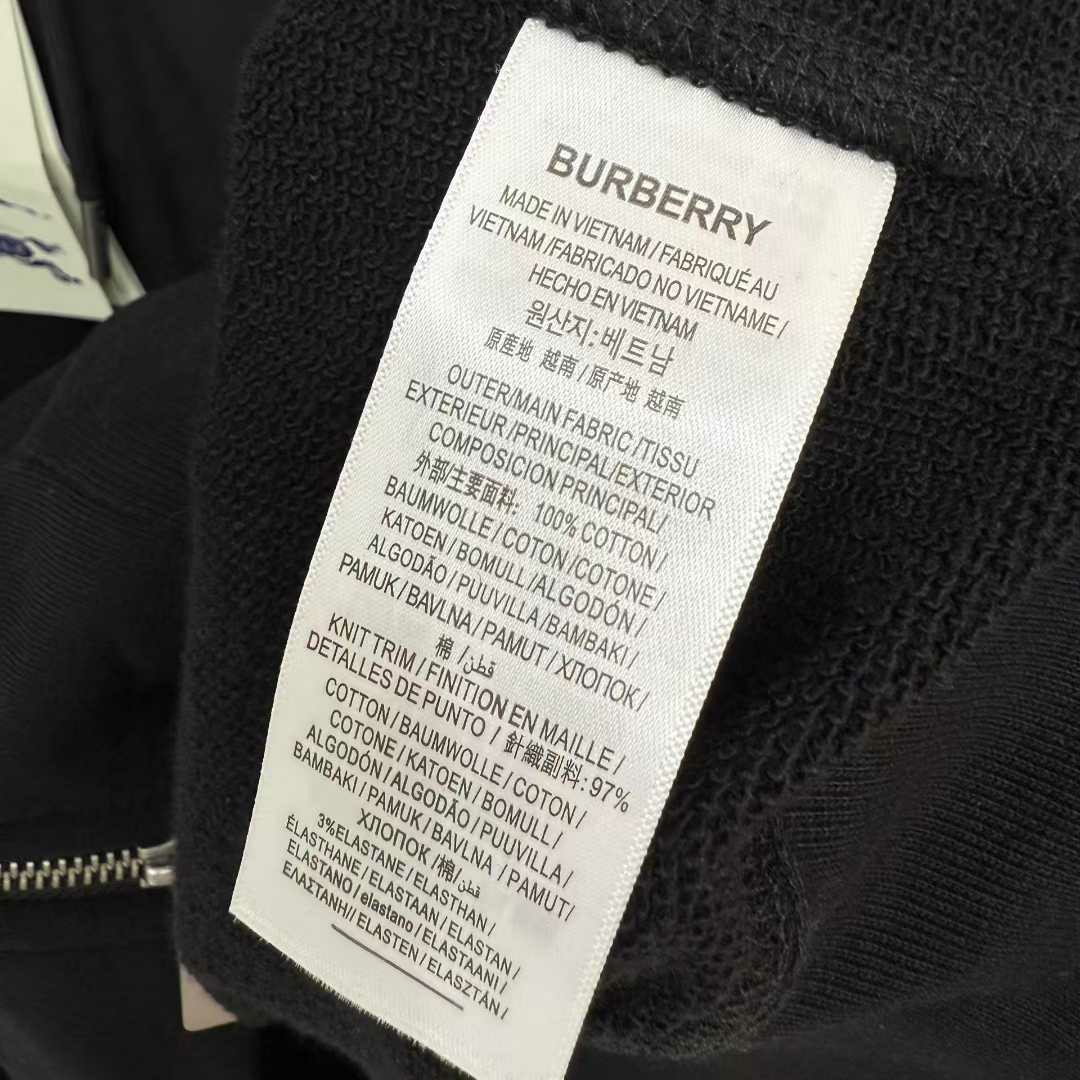 BURBERRY
MADE IN VIETNAM / FABRIQUÉ AU
VIETNAM /FABRICADO NO VIETNAME /
HECHO EN VIETNAM
원산지: 베트남
原産地 越南 / 原产地 越南
OUTER/MAIN FABRIC /TISSU
EXTERIEUR /PRINCIPAL/EXTERIOR
COMPOSICION PRINCIPAL/
外部/主要面料: 100% COTTON /
BAUMWOLLE / COTON /COTONE /
KATOEN / BOMULL /ALGODÓN /
ALGODÃO / PUUVILLA /BAMBAKI /
PAMUK / BAVLNA / PAMUT / ХЛОПОК /
棉 /قطن /
KNIT TRIM / FINITION EN MAILLE /
DETALLES DE PUNTO / 針織副料: 97%
COTTON / BAUMWOLLE / COTON /
COTONE / KATOEN / BOMULL /
ALGODÓN / ALGODÃO / PUUVILLA /
BAMBAKI / PAMUK / BAVLNA / PAMUT/
ХЛОПОК /棉/قطن /
3%ELASTANE /ELASTHAN /
ÉLASTHANE / ELASTAAN / ELASTAN /
ELASTANO / elastano / ELASTAANI /
ΕΛΑΣΤΑΝΗ/ / ELASTEN / ELASZTÁN /